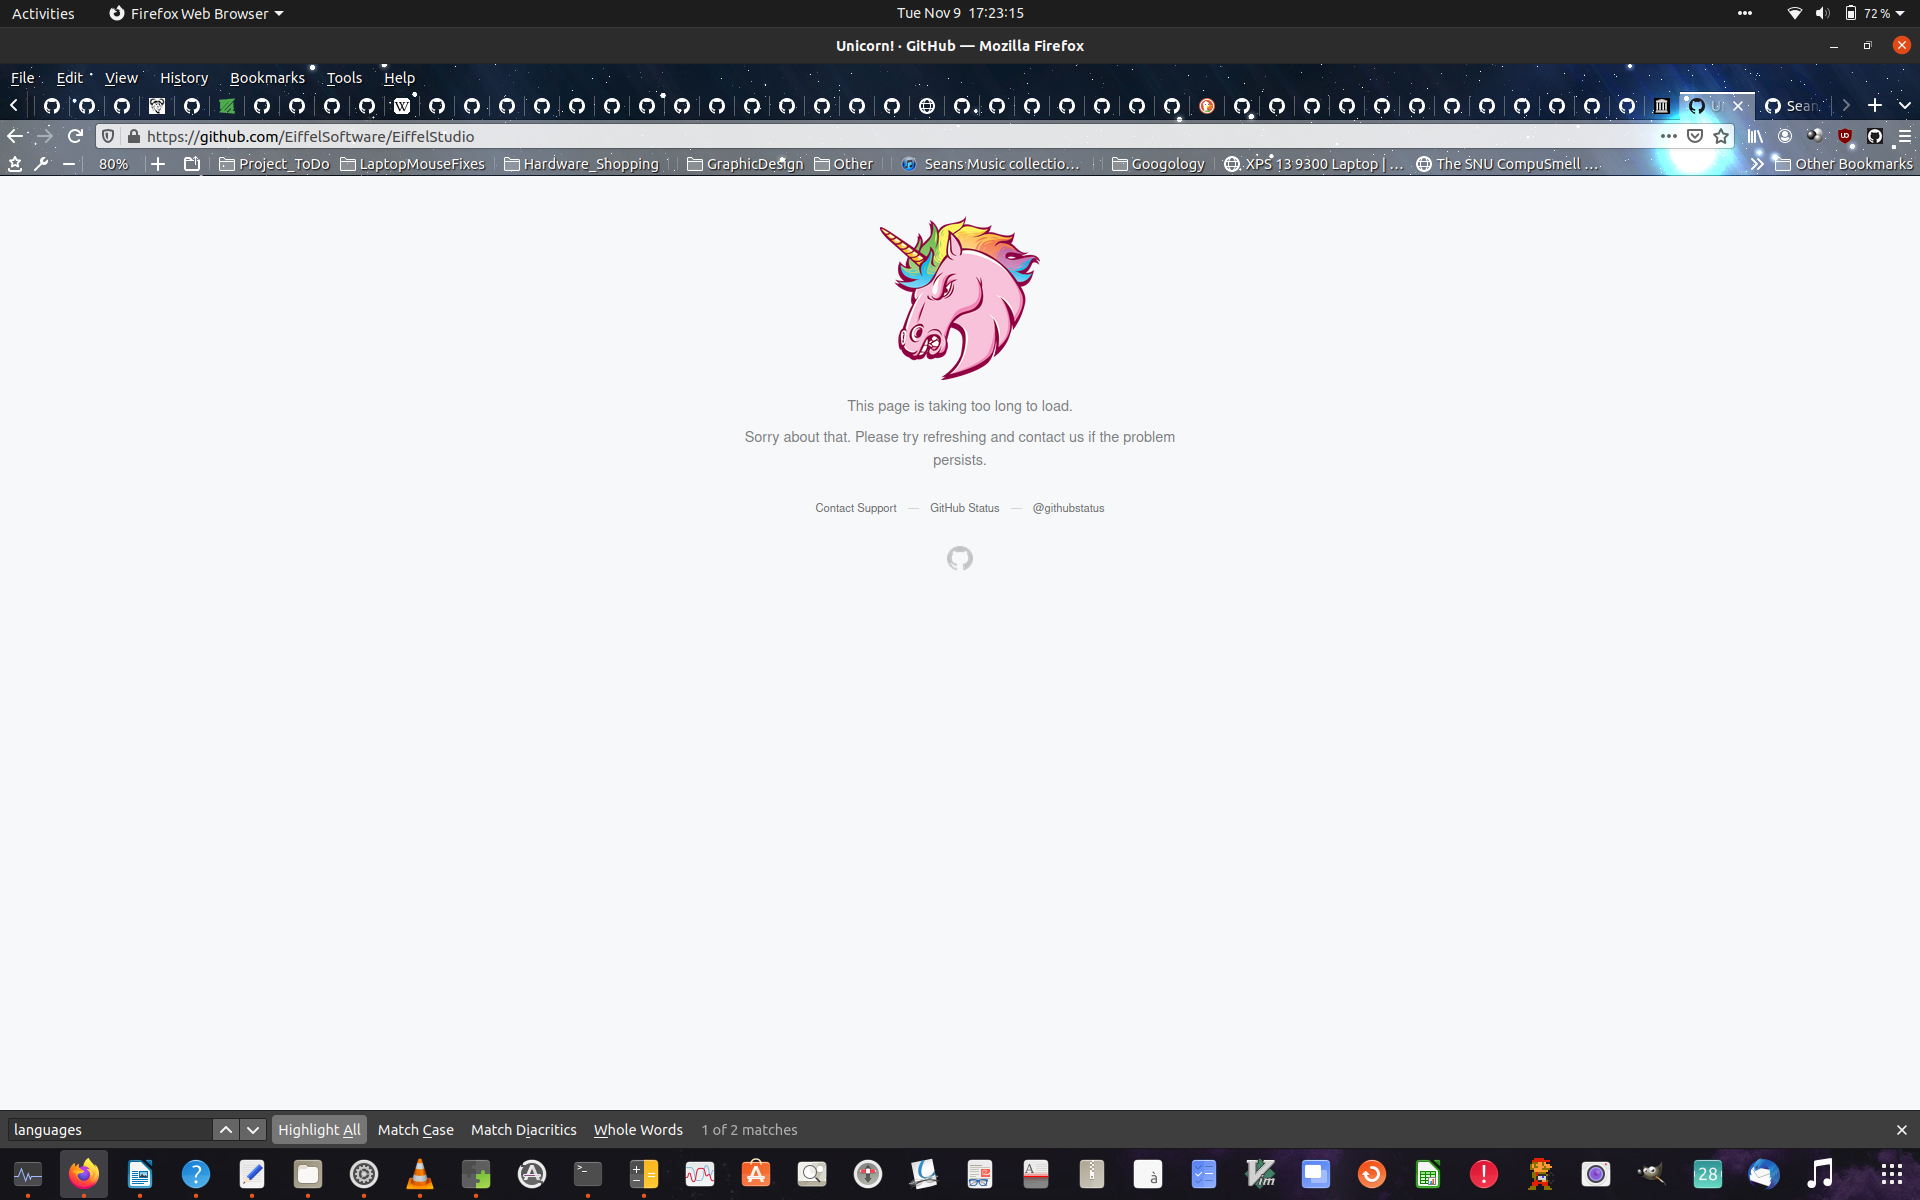 Activities Firefox Web Browser Tue Nov 9 17:23:15 72 %
Unicorn! · GitHub — Mozilla Firefox
File Edit View History Bookmarks Tools Help
W Sean
https://github.com/EiffelSoftware/EiffelStudio
80% Project_ToDo LaptopMouseFixes Hardware_Shopping GraphicDesign Other Seans Music collectio… Googology XPS 13 9300 Laptop | … The SNU CompuSmell … Other Bookmarks
This page is taking too long to load.
Sorry about that. Please try refreshing and contact us if the problem
persists.
Contact Support — GitHub Status — @githubstatus
languages Highlight All Match Case Match Diacritics Whole Words 1 of 2 matches
28